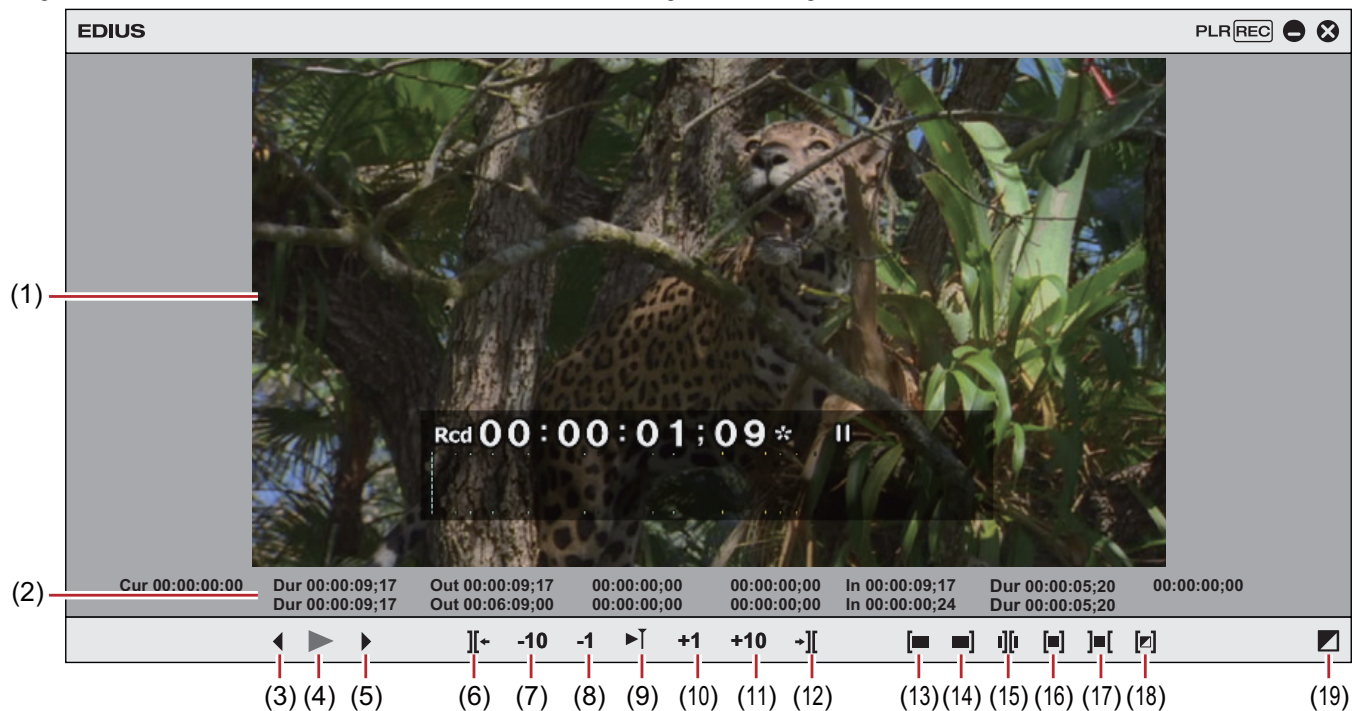 EDIUS PLR REC
(1)
Rcd 00:00:01;09*
(2)
Cur 00:00:00:00 Dur 00:00:09;17 Out 00:00:09;17 00:00:00;00 00:00:00;00 In 00:00:09;17 Dur 00:00:05;20 00:00:00;00
Dur 00:00:09;17 Out 00:06:09;00 00:00:00;00 00:00:00;00 In 00:00:00;24 Dur 00:00:05;20
-10 -1 +1 +10
(3) (4) (5) (6) (7) (8) (9) (10) (11) (12) (13) (14) (15) (16) (17) (18) (19)